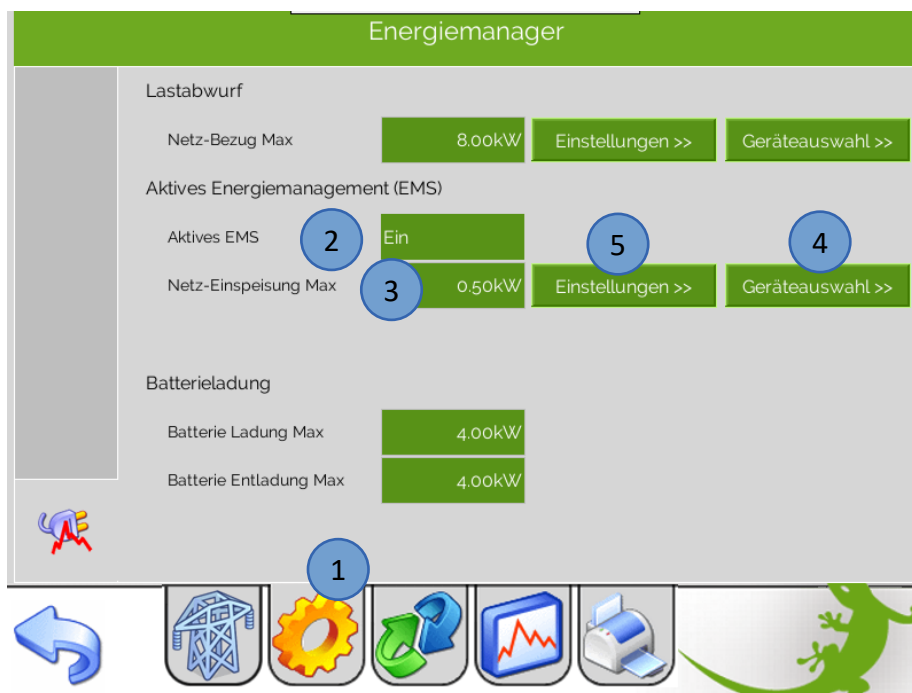 Energiemanager
Lastabwurf
Netz-Bezug Max 8.00kW Einstellungen >> Geräteauswahl >>
Aktives Energiemanagement (EMS)
Aktives EMS 2 Ein 5 4
Netz-Einspeisung Max 3 0.50kW Einstellungen >> Geräteauswahl >>
Batterieladung
Batterie Ladung Max 4.00kW
Batterie Entladung Max 4.00kW
1